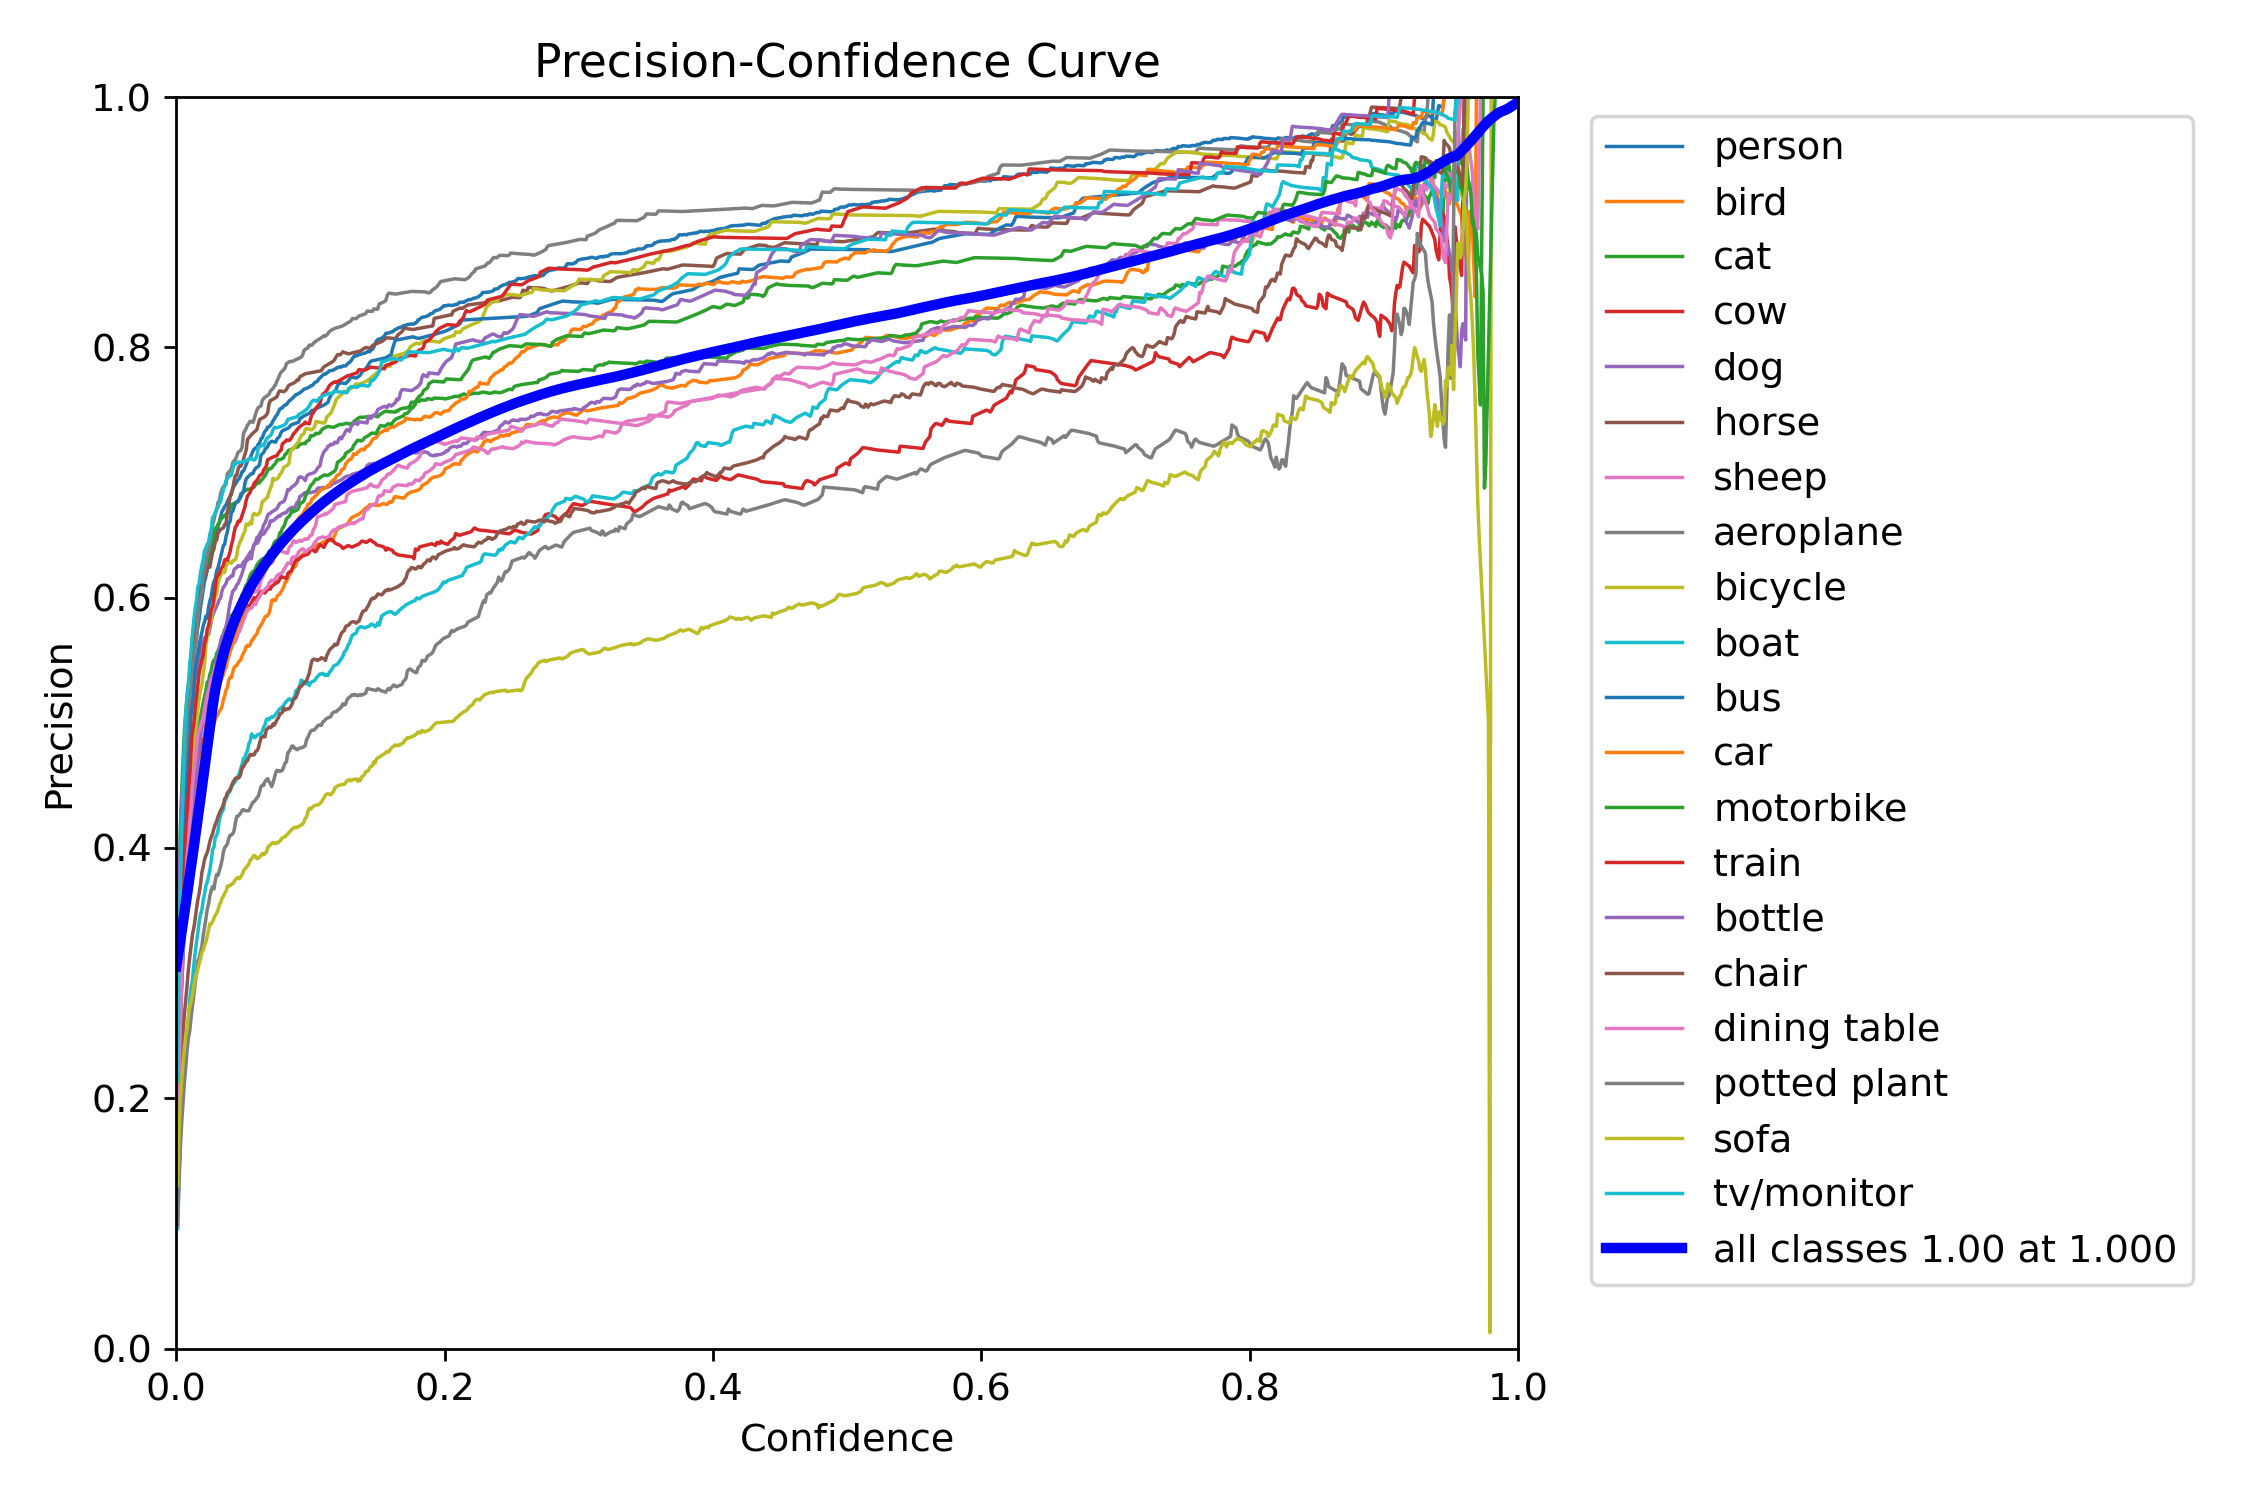 Precision-Confidence Curve
1.0
0.8
0.6
0.4
0.2
0.0
Precision
0.0 0.2 0.4 0.6 0.8 1.0
Confidence
person
bird
cat
cow
dog
horse
sheep
aeroplane
bicycle
boat
bus
car
motorbike
train
bottle
chair
dining table
potted plant
sofa
tv/monitor
all classes 1.00 at 1.000